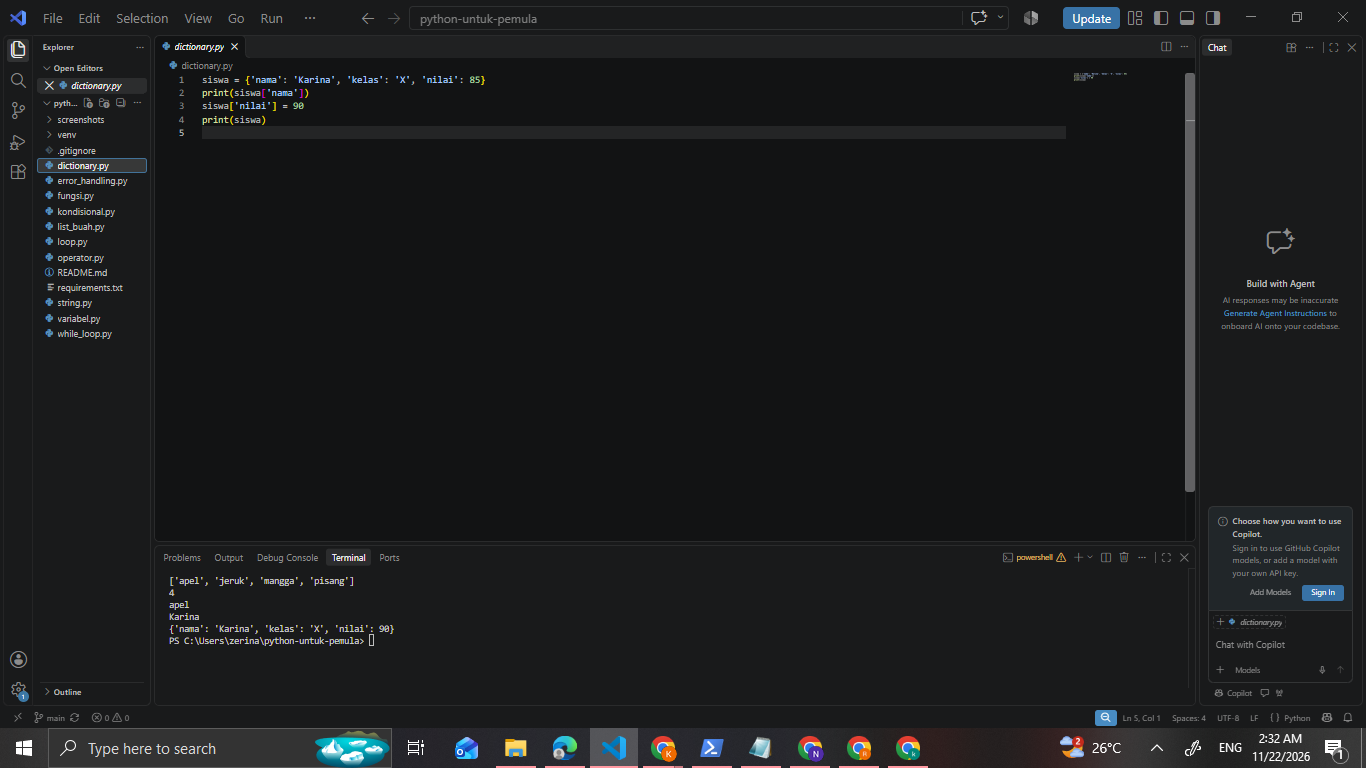 File Edit Selection View Go Run ··· python-untuk-pemula Update
Explorer ···
Open Editors
dictionary.py
pyth... ···
screenshots
venv
.gitignore
dictionary.py
error_handling.py
fungsi.py
kondisional.py
list_buah.py
loop.py
operator.py
README.md
requirements.txt
string.py
variabel.py
while_loop.py
Outline
1
dictionary.py
dictionary.py
1 siswa = {'nama': 'Karina', 'kelas': 'X', 'nilai': 85}
2 print(siswa['nama'])
3 siswa['nilai'] = 90
4 print(siswa)
5
Problems Output Debug Console Terminal Ports powershell ···
['apel', 'jeruk', 'mangga', 'pisang']
4
apel
Karina
{'nama': 'Karina', 'kelas': 'X', 'nilai': 90}
PS C:\Users\zerina\python-untuk-pemula>
Chat ···
Build with Agent
AI responses may be inaccurate
Generate Agent Instructions to
onboard AI onto your codebase.
Choose how you want to use
Copilot.
Sign in to use GitHub Copilot
models, or add a model with
your own API key.
Add Models Sign In
dictionary.py
Chat with Copilot
Models
Copilot
main 0 0 Ln 5, Col 1 Spaces: 4 UTF-8 LF { } Python
Type here to search
K
N
R
k
2
26°C
ENG
2:32 AM
11/22/2026
1